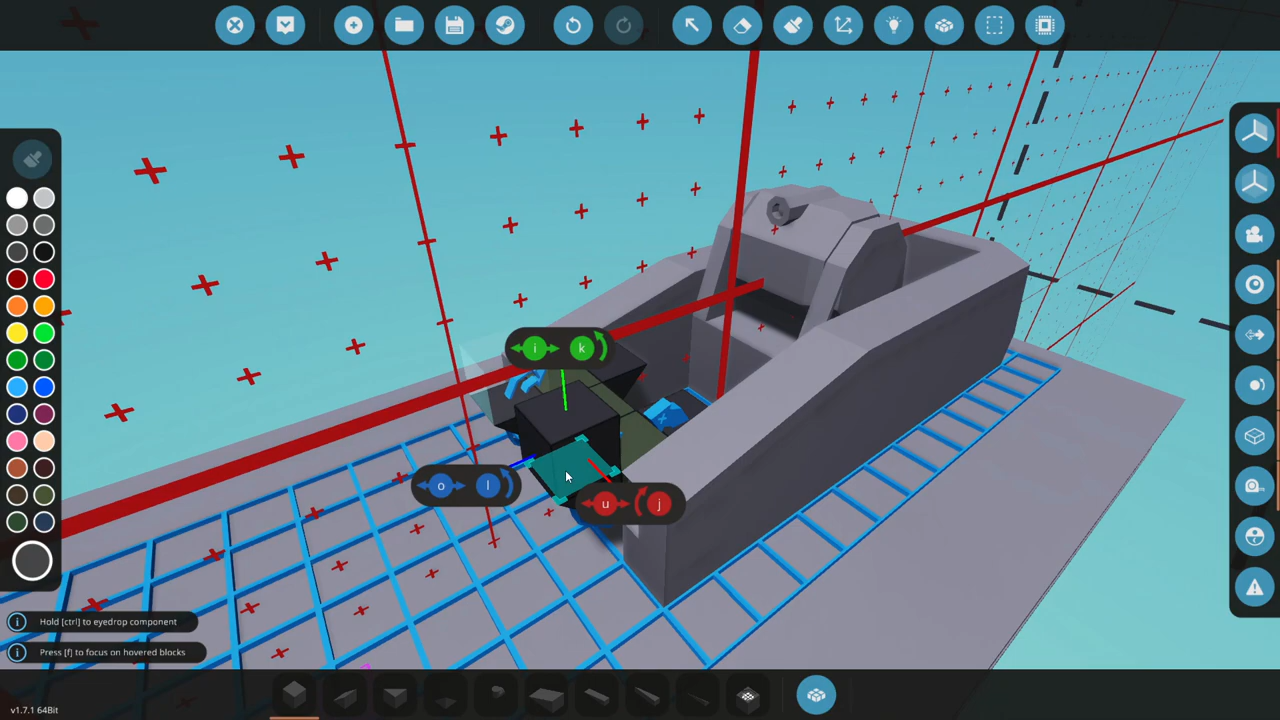 i k
o l
u j
Hold [ctrl] to eyedrop component
Press [f] to focus on hovered blocks
v1.7.1 64Bit